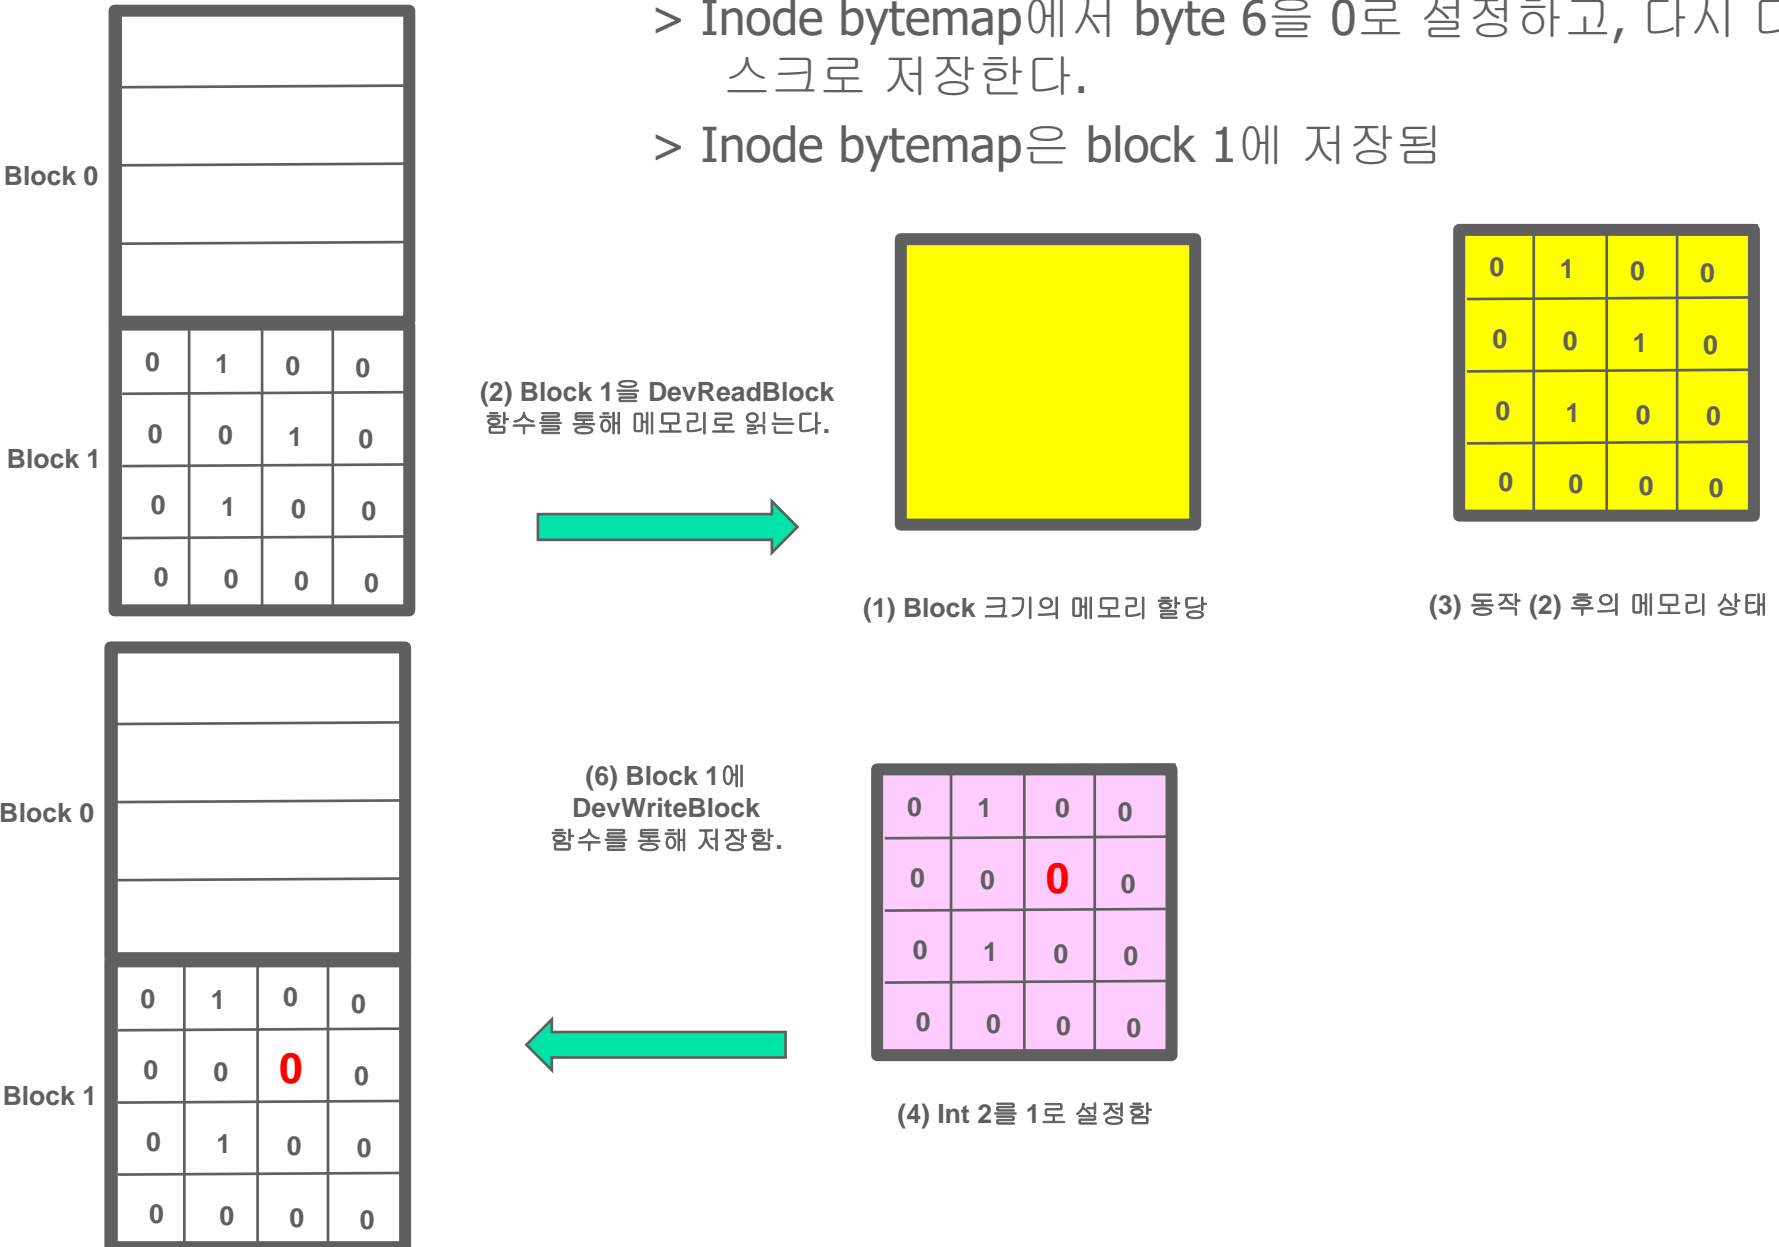 > Inode bytemap에서 byte 6을 0로 설정하고, 다시 디
스크로 저장한다.
> Inode bytemap은 block 1에 저장됨
Block 0
Block 1
0 1 0 0
0 0 1 0
0 1 0 0
0 0 0 0
(2) Block 1을 DevReadBlock
함수를 통해 메모리로 읽는다.
(1) Block 크기의 메모리 할당
0 1 0 0
0 0 1 0
0 1 0 0
0 0 0 0
(3) 동작 (2) 후의 메모리 상태
Block 0
Block 1
0 1 0 0
0 0 0 0
0 1 0 0
0 0 0 0
(6) Block 1에
DevWriteBlock
함수를 통해 저장함.
0 1 0 0
0 0 0 0
0 1 0 0
0 0 0 0
(4) Int 2를 1로 설정함